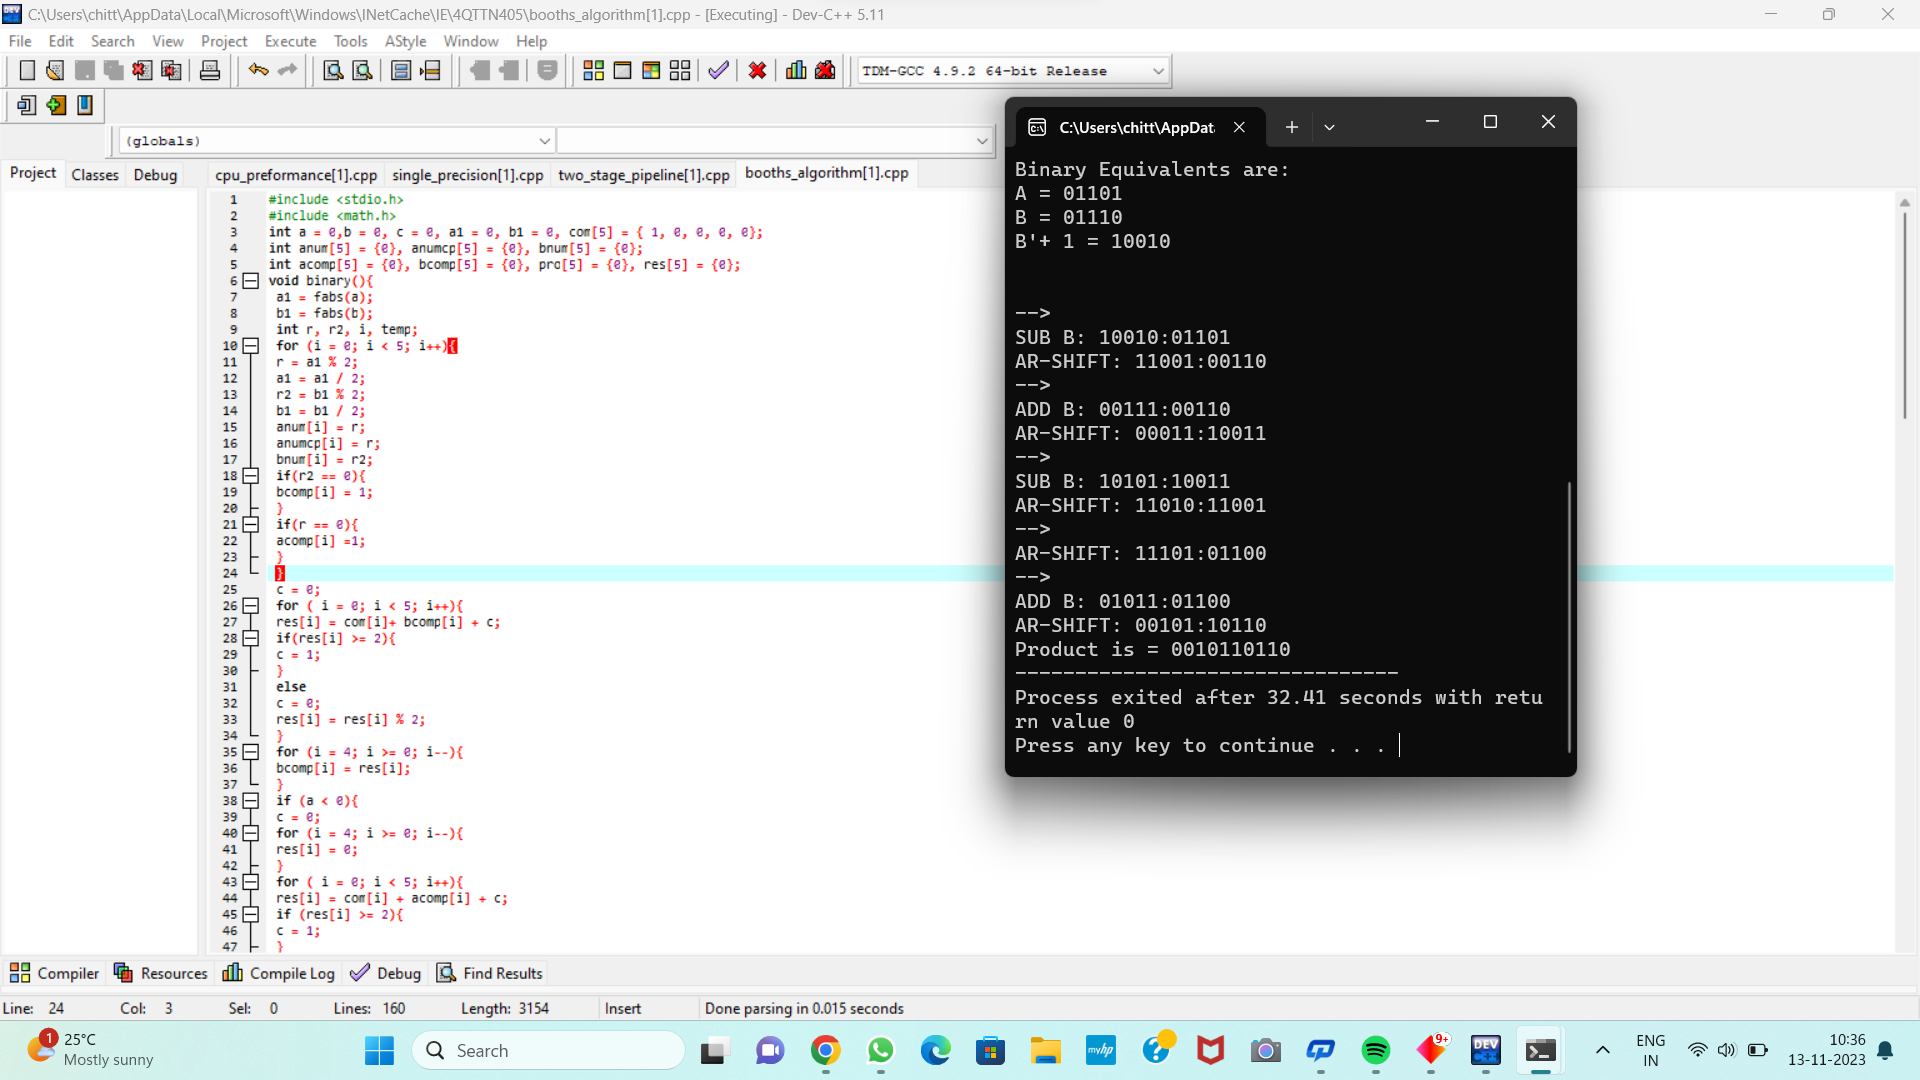 C:\Users\chitt\AppData\Local\Microsoft\Windows\INetCache\IE\4QTTN405\booths_algorithm[1].cpp - [Executing] - Dev-C++ 5.11
File Edit Search View Project Execute Tools AStyle Window Help
TDM-GCC 4.9.2 64-bit Release
(globals)
Project Classes Debug
cpu_preformance[1].cpp single_precision[1].cpp two_stage_pipeline[1].cpp booths_algorithm[1].cpp
1 #include <stdio.h>
2 #include <math.h>
3 int a = 0,b = 0, c = 0, a1 = 0, b1 = 0, com[5] = { 1, 0, 0, 0, 0};
4 int anum[5] = {0}, anumcp[5] = {0}, bnum[5] = {0};
5 int acomp[5] = {0}, bcomp[5] = {0}, pro[5] = {0}, res[5] = {0};
6 void binary(){
7 a1 = fabs(a);
8 b1 = fabs(b);
9 int r, r2, i, temp;
10 for (i = 0; i < 5; i++){
11 r = a1 % 2;
12 a1 = a1 / 2;
13 r2 = b1 % 2;
14 b1 = b1 / 2;
15 anum[i] = r;
16 anumcp[i] = r;
17 bnum[i] = r2;
18 if(r2 == 0){
19 bcomp[i] = 1;
20 }
21 if(r == 0){
22 acomp[i] =1;
23 }
24 }
25 c = 0;
26 for ( i = 0; i < 5; i++){
27 res[i] = com[i]+ bcomp[i] + c;
28 if(res[i] >= 2){
29 c = 1;
30 }
31 else
32 c = 0;
33 res[i] = res[i] % 2;
34 }
35 for (i = 4; i >= 0; i--){
36 bcomp[i] = res[i];
37 }
38 if (a < 0){
39 c = 0;
40 for (i = 4; i >= 0; i--){
41 res[i] = 0;
42 }
43 for ( i = 0; i < 5; i++){
44 res[i] = com[i] + acomp[i] + c;
45 if (res[i] >= 2){
46 c = 1;
47 }
C:\Users\chitt\AppDat
Binary Equivalents are:
A = 01101
B = 01110
B'+ 1 = 10010
-->
SUB B: 10010:01101
AR-SHIFT: 11001:00110
-->
ADD B: 00111:00110
AR-SHIFT: 00011:10011
-->
SUB B: 10101:10011
AR-SHIFT: 11010:11001
-->
AR-SHIFT: 11101:01100
-->
ADD B: 01011:01100
AR-SHIFT: 00101:10110
Product is = 0010110110
--------------------------------
Process exited after 32.41 seconds with retu
rn value 0
Press any key to continue . . .
Compiler Resources Compile Log Debug Find Results
Line: 24 Col: 3 Sel: 0 Lines: 160 Length: 3154 Insert Done parsing in 0.015 seconds
1
25°C
Mostly sunny
Search
myhp
9+
DEV
C++
ENG
IN
10:36
13-11-2023